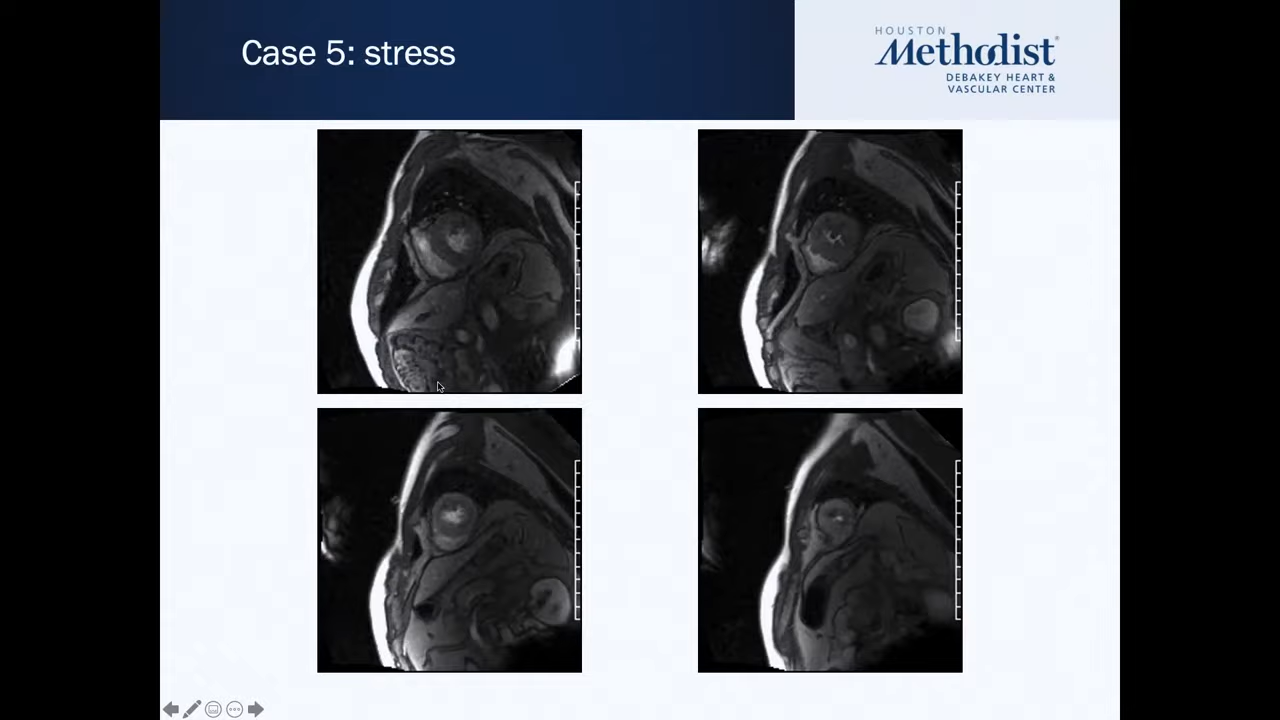 Case 5: stress
HOUSTON
Methodist®
DEBAKEY HEART &
VASCULAR CENTER